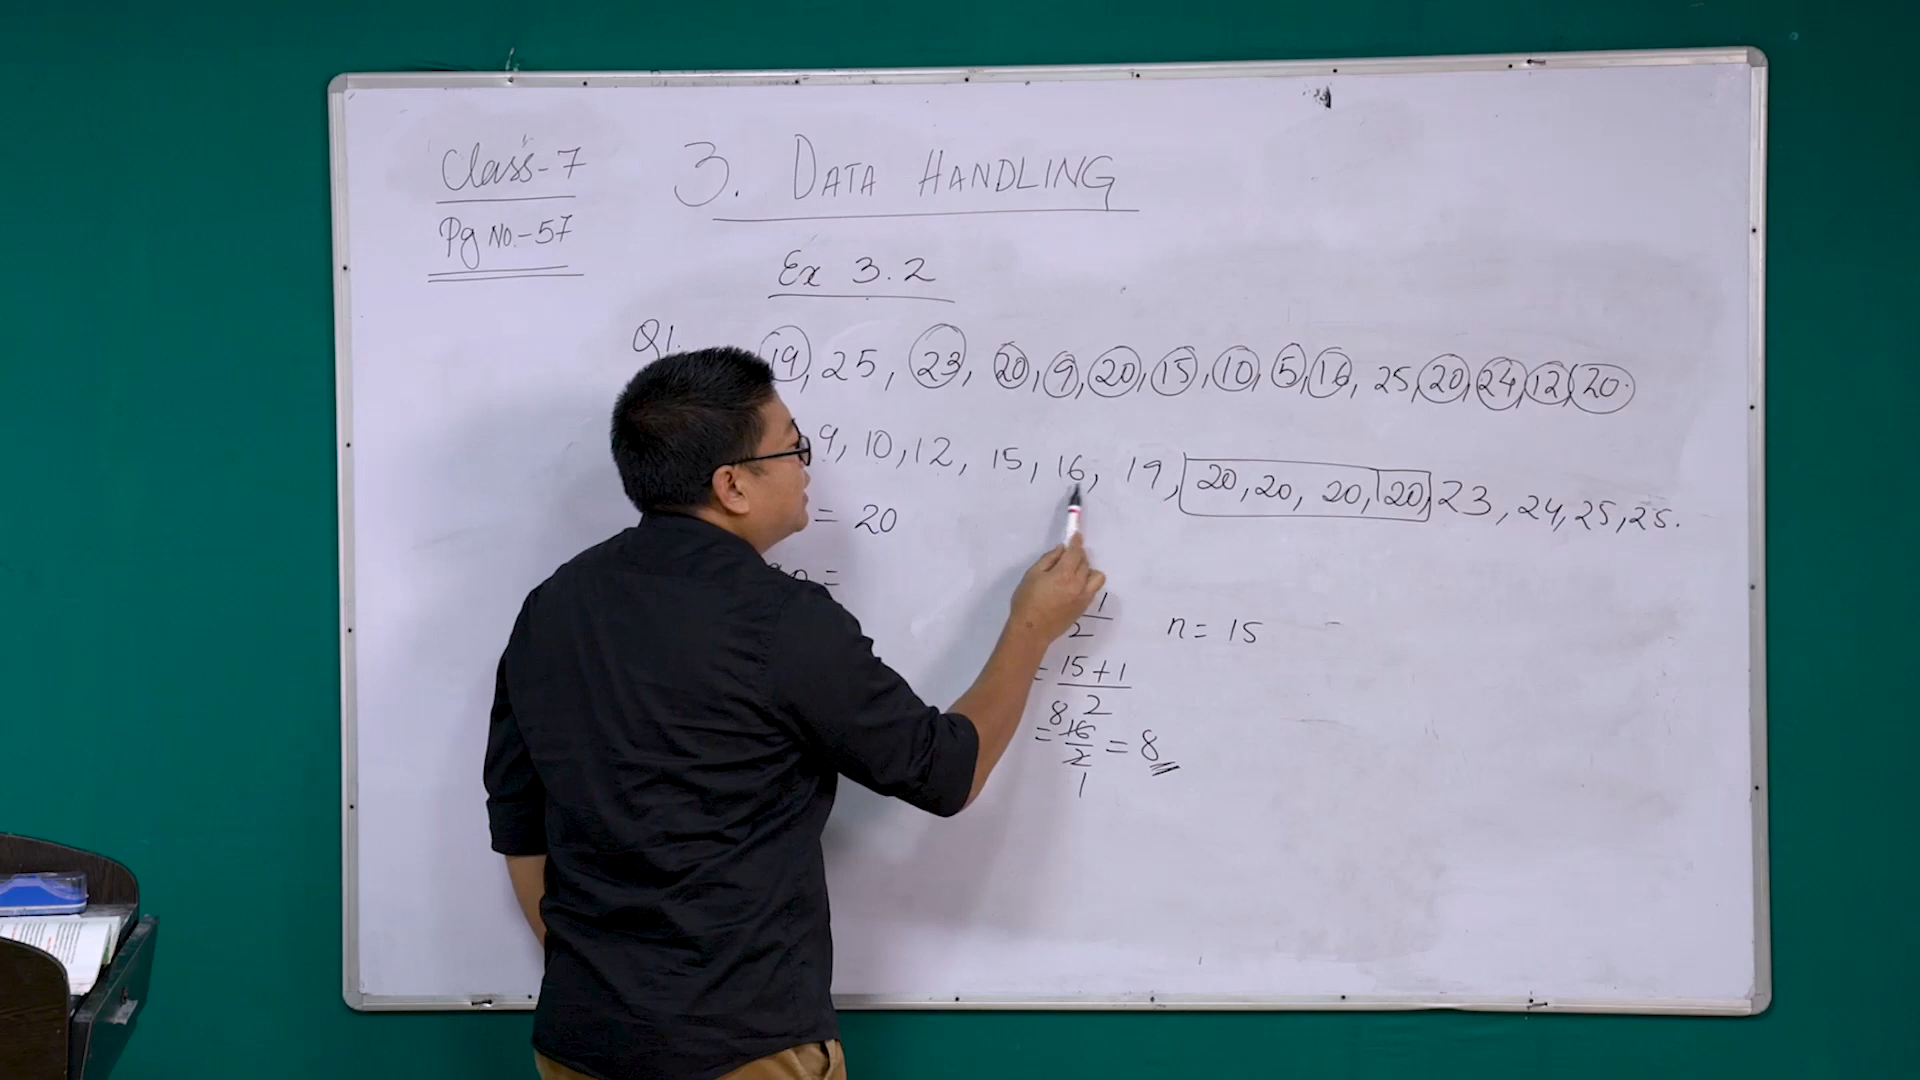 Class-7
Pg No.-57
3. DATA HANDLING
Ex 3.2
Q1.
19, 25, 23, 20, 9, 20, 15, 10, 5, 16, 25, 20, 24, 12, 20.
9, 10, 12, 15, 16, 19, 20, 20, 20, 20, 23, 24, 25, 25.
= 20
=
1
2
n = 15
= 15+1
2
8
= 16
2
1
= 8